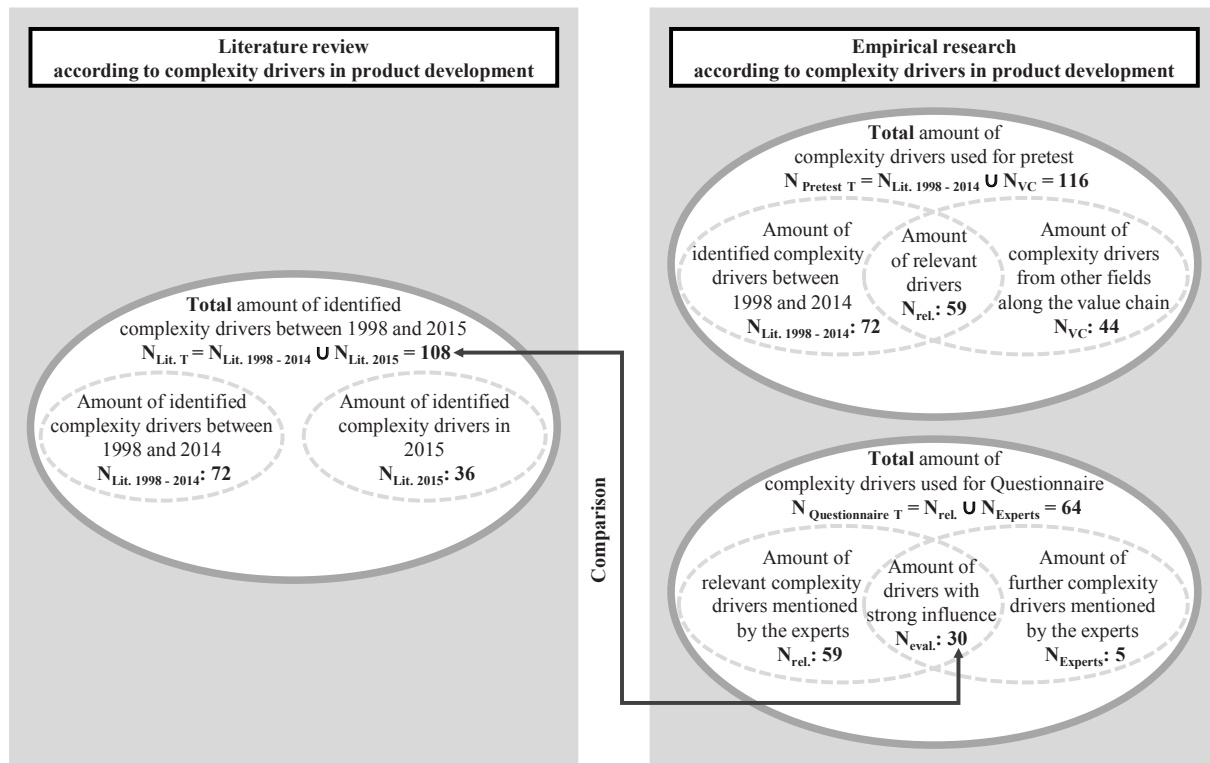 Literature review
according to complexity drivers in product development
Total amount of identified
complexity drivers between 1998 and 2015
N Lit. T = N Lit. 1998 - 2014 ∪ N Lit. 2015 = 108
Amount of identified
complexity drivers between
1998 and 2014
N Lit. 1998 - 2014: 72
Amount of identified
complexity drivers in
2015
N Lit. 2015: 36
Comparison
Empirical research
according to complexity drivers in product development
Total amount of
complexity drivers used for pretest
N Pretest T = N Lit. 1998 - 2014 ∪ N VC = 116
Amount of
identified complexity
drivers between
1998 and 2014
N Lit. 1998 - 2014: 72
Amount
of relevant
drivers
N rel.: 59
Amount of
complexity drivers
from other fields
along the value chain
N VC: 44
Total amount of
complexity drivers used for Questionnaire
N Questionnaire T = N rel. ∪ N Experts = 64
Amount of
relevant complexity
drivers mentioned
by the experts
N rel.: 59
Amount of
drivers with
strong influence
N eval.: 30
Amount of
further complexity
drivers mentioned
by the experts
N Experts: 5